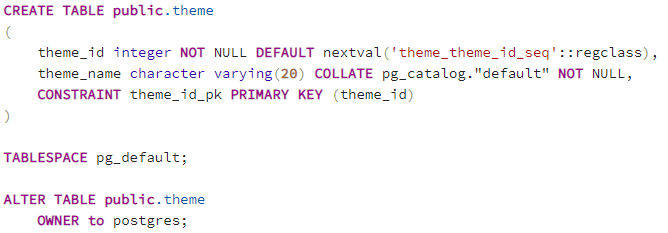 CREATE TABLE public.theme
(
    theme_id integer NOT NULL DEFAULT nextval('theme_theme_id_seq'::regclass),
    theme_name character varying(20) COLLATE pg_catalog."default" NOT NULL,
    CONSTRAINT theme_id_pk PRIMARY KEY (theme_id)
)

TABLESPACE pg_default;

ALTER TABLE public.theme
    OWNER to postgres;